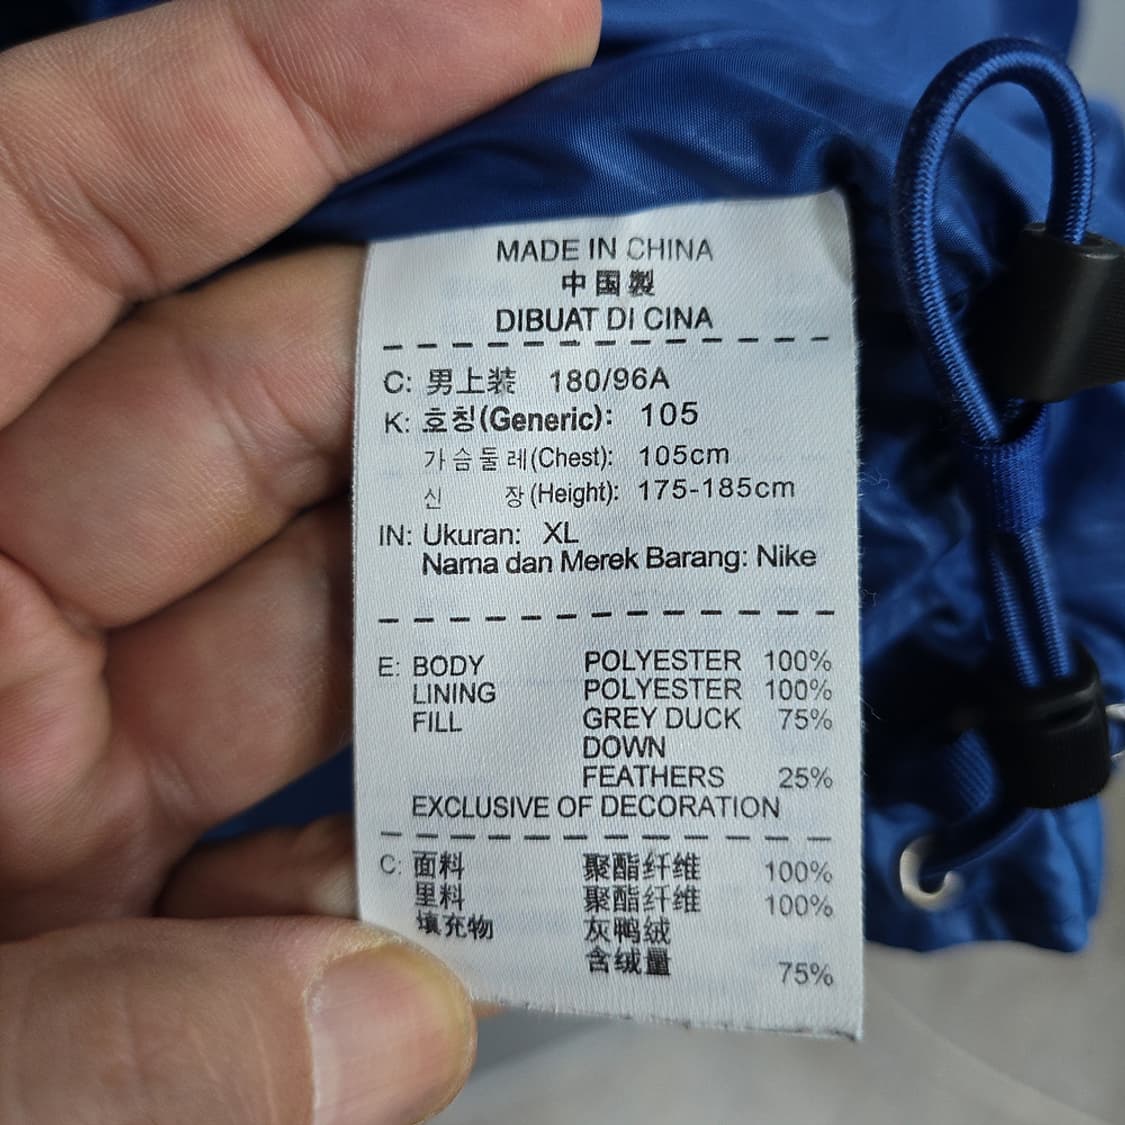 MADE IN CHINA
中国製
DIBUAT DI CINA
C: 男上装 180/96A
K: 호칭(Generic): 105
가슴둘레(Chest): 105cm
신 장(Height): 175-185cm
IN: Ukuran: XL
Nama dan Merek Barang: Nike
E: BODY POLYESTER 100%
LINING POLYESTER 100%
FILL GREY DUCK 75%
DOWN
FEATHERS 25%
EXCLUSIVE OF DECORATION
C: 面料 聚酯纤维 100%
里料 聚酯纤维 100%
填充物 灰鸭绒
含绒量 75%